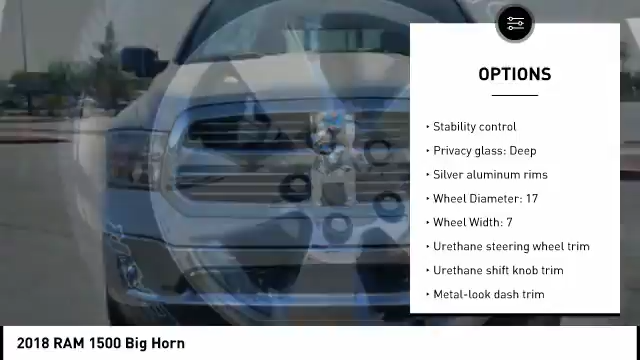 OPTIONS
• Stability control
• Privacy glass: Deep
• Silver aluminum rims
• Wheel Diameter: 17
• Wheel Width: 7
• Urethane steering wheel trim
• Urethane shift knob trim
• Metal-look dash trim
2018 RAM 1500 Big Horn